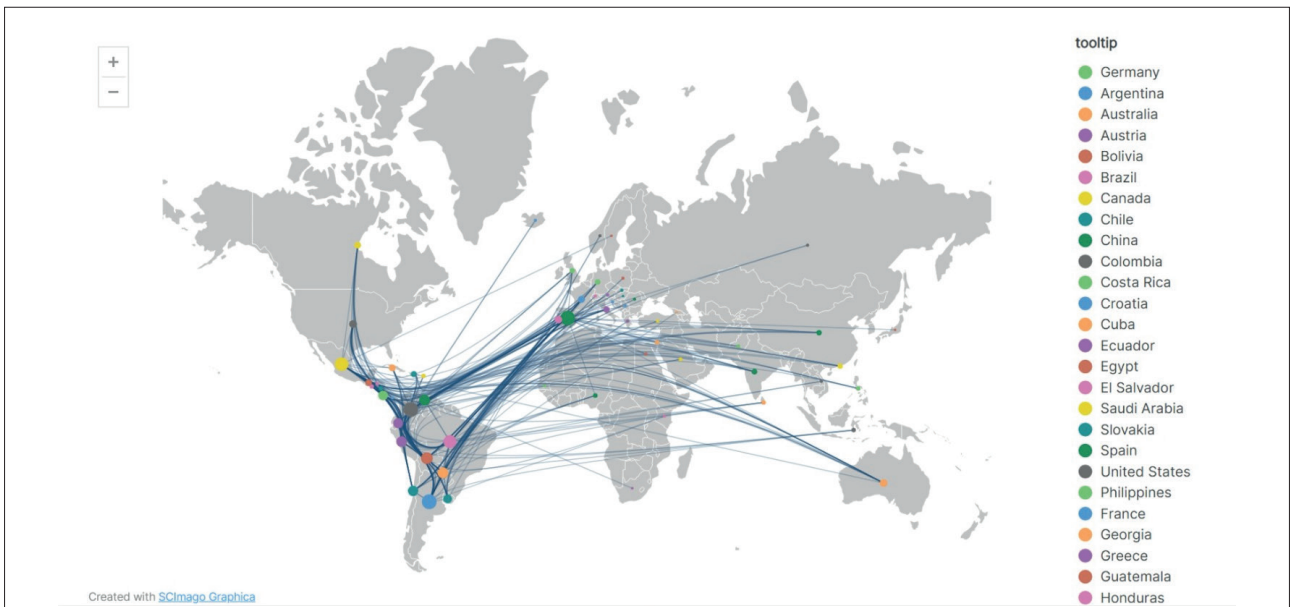 +
−
tooltip
Germany
Argentina
Australia
Austria
Bolivia
Brazil
Canada
Chile
China
Colombia
Costa Rica
Croatia
Cuba
Ecuador
Egypt
El Salvador
Saudi Arabia
Slovakia
Spain
United States
Philippines
France
Georgia
Greece
Guatemala
Honduras
Created with SCImago Graphica